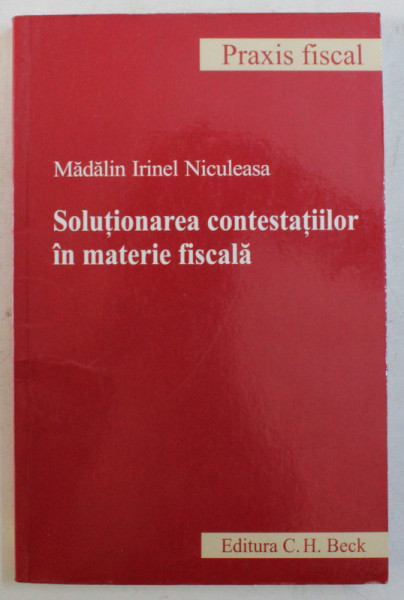 Praxis fiscal
Mădălin Irinel Niculeasa
Soluționarea contestațiilor
în materie fiscală
Editura C. H. Beck